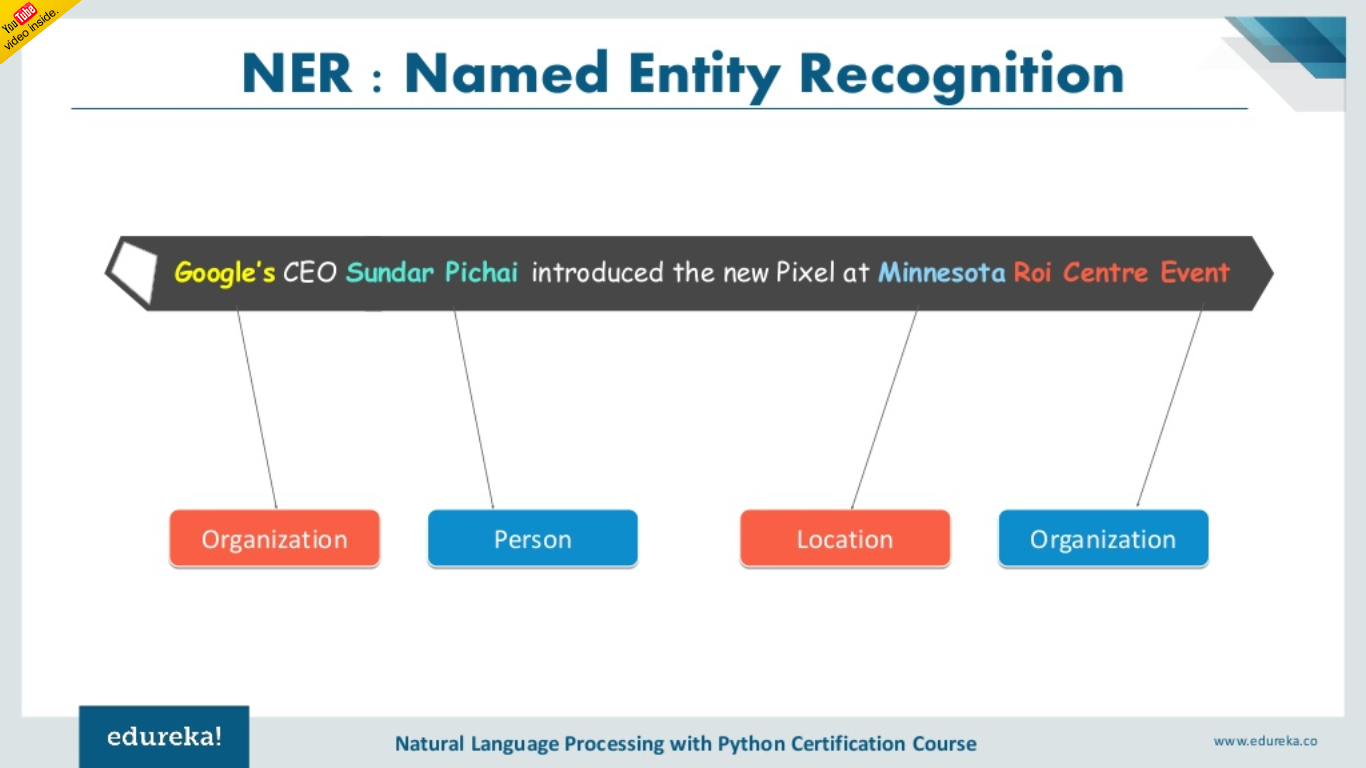 YouTube
video inside.
NER : Named Entity Recognition
Google's CEO Sundar Pichai introduced the new Pixel at Minnesota Roi Centre Event
Organization Person Location Organization
edureka!
Natural Language Processing with Python Certification Course
www.edureka.co